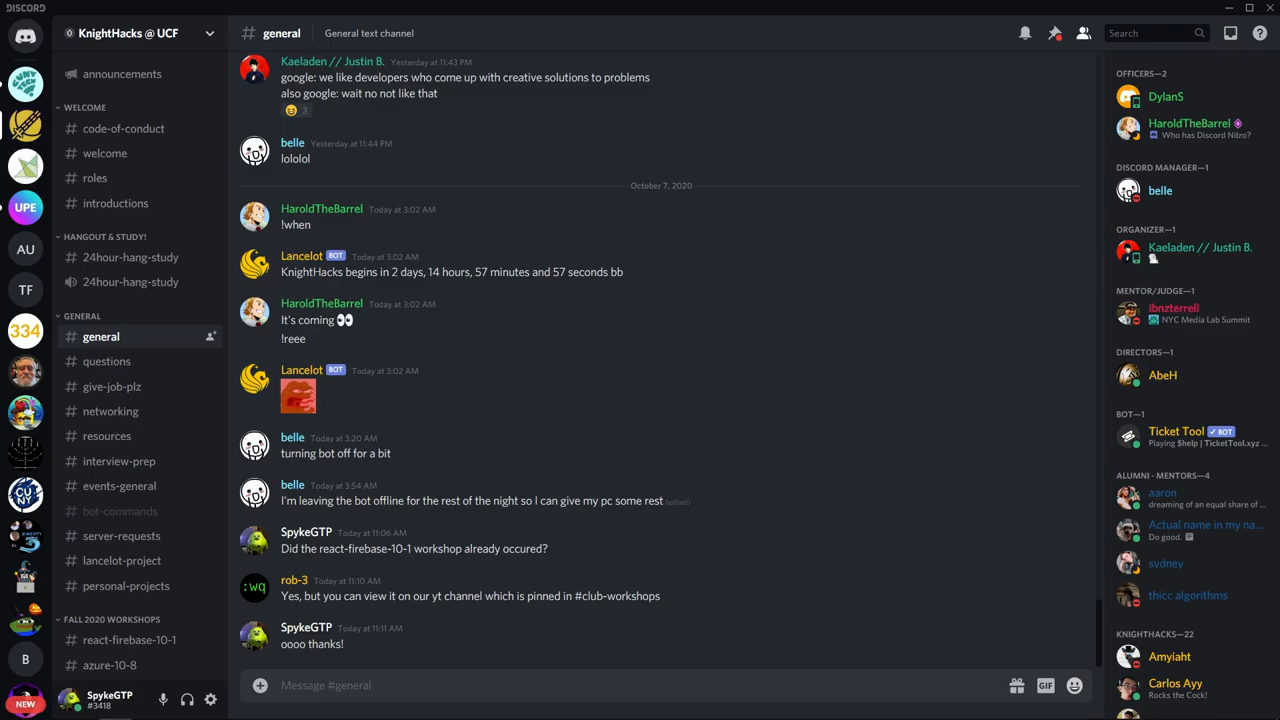 DISCORD
KnightHacks @ UCF
announcements
WELCOME
code-of-conduct
welcome
roles
introductions
HANGOUT & STUDY!
24hour-hang-study
24hour-hang-study
GENERAL
general
questions
give-job-plz
networking
resources
interview-prep
events-general
bot-commands
server-requests
lancelot-project
personal-projects
FALL 2020 WORKSHOPS
react-firebase-10-1
azure-10-8
SpykeGTP
#3418
UPE
AU
TF
334
CUNY
B
NEW
# general General text channel
Search
Kaeladen // Justin B. Yesterday at 11:43 PM
google: we like developers who come up with creative solutions to problems
also google: wait no not like that
3
belle Yesterday at 11:44 PM
lololol
October 7, 2020
HaroldTheBarrel Today at 3:02 AM
!when
Lancelot BOT Today at 3:02 AM
KnightHacks begins in 2 days, 14 hours, 57 minutes and 57 seconds bb
HaroldTheBarrel Today at 3:02 AM
It's coming 👀
!reee
Lancelot BOT Today at 3:02 AM
belle Today at 3:20 AM
turning bot off for a bit
belle Today at 3:54 AM
I'm leaving the bot offline for the rest of the night so I can give my pc some rest (edited)
SpykeGTP Today at 11:06 AM
Did the react-firebase-10-1 workshop already occured?
:wq
rob-3 Today at 11:10 AM
Yes, but you can view it on our yt channel which is pinned in #club-workshops
SpykeGTP Today at 11:11 AM
oooo thanks!
Message #general
GIF
OFFICERS—2
DylanS
HaroldTheBarrel
Who has Discord Nitro?
DISCORD MANAGER—1
belle
ORGANIZER—1
Kaeladen // Justin B.
MENTOR/JUDGE—1
ibnzterrell
NYC Media Lab Summit
DIRECTORS—1
AbeH
BOT—1
Ticket Tool ✓ BOT
Playing $help | TicketTool.xyz ...
ALUMNI - MENTORS—4
aaron
dreaming of an equal share of ...
Actual name in my na...
Do good.
sydney
thicc algorithms
KNIGHTHACKS—22
Amyiaht
Carlos Ayy
Rocks the Cock!